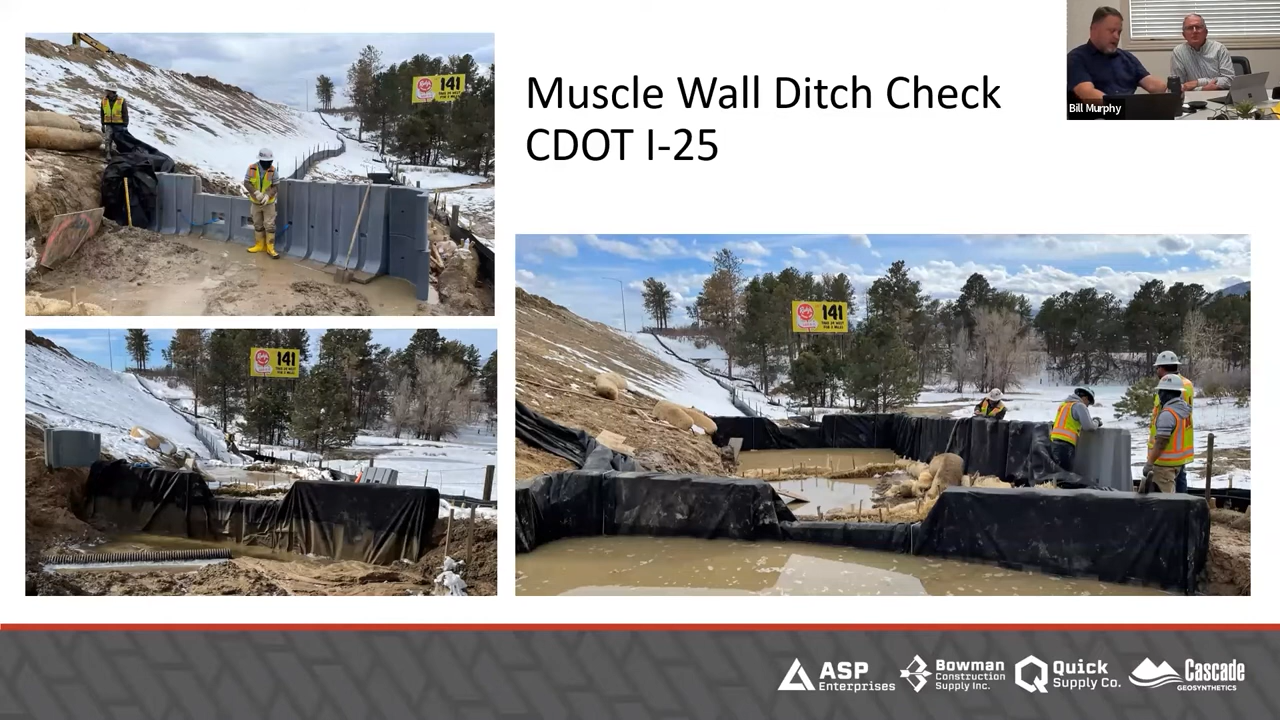 Muscle Wall Ditch Check
CDOT I-25
Bill Murphy
141
141
141
ASP
Enterprises
Bowman
Construction
Supply Inc.
Quick
Supply Co.
Cascade
GEOSYNTHETICS